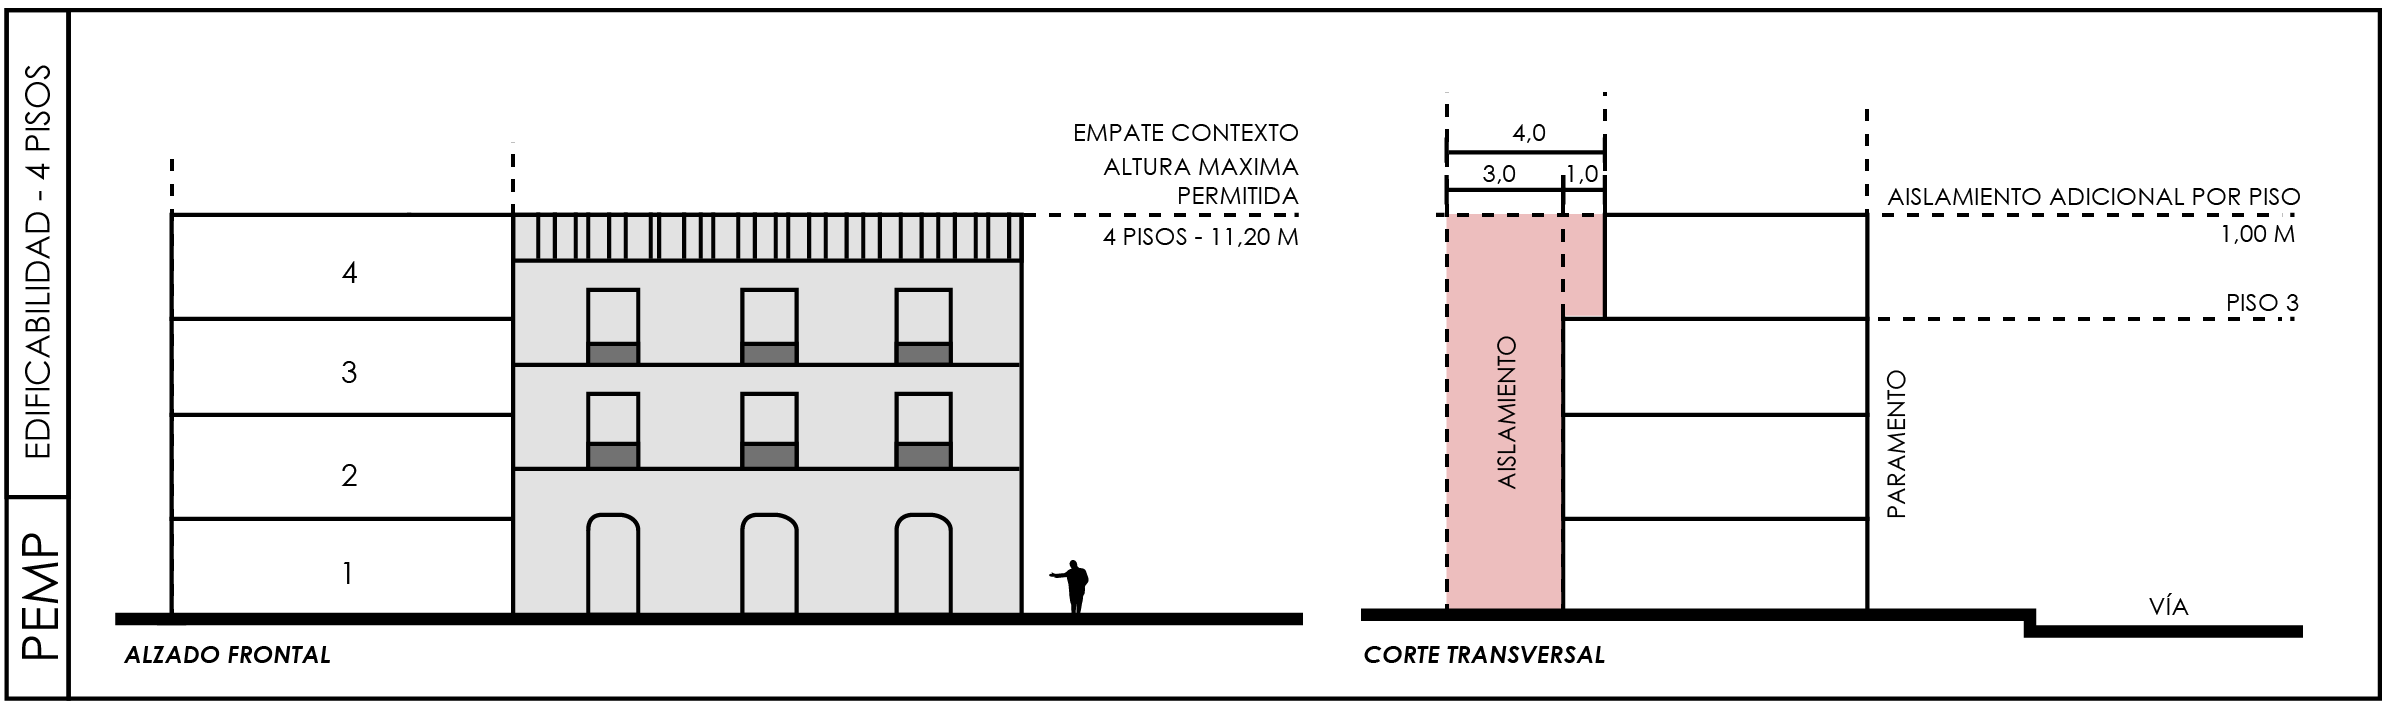 EDIFICABILIDAD - 4 PISOS
PEMP
EMPATE CONTEXTO
ALTURA MAXIMA
PERMITIDA
4 PISOS - 11,20 M
4
3
2
1
ALZADO FRONTAL
4,0
3,0
1,0
AISLAMIENTO ADICIONAL POR PISO
1,00 M
PISO 3
AISLAMIENTO
PARAMENTO
VÍA
CORTE TRANSVERSAL